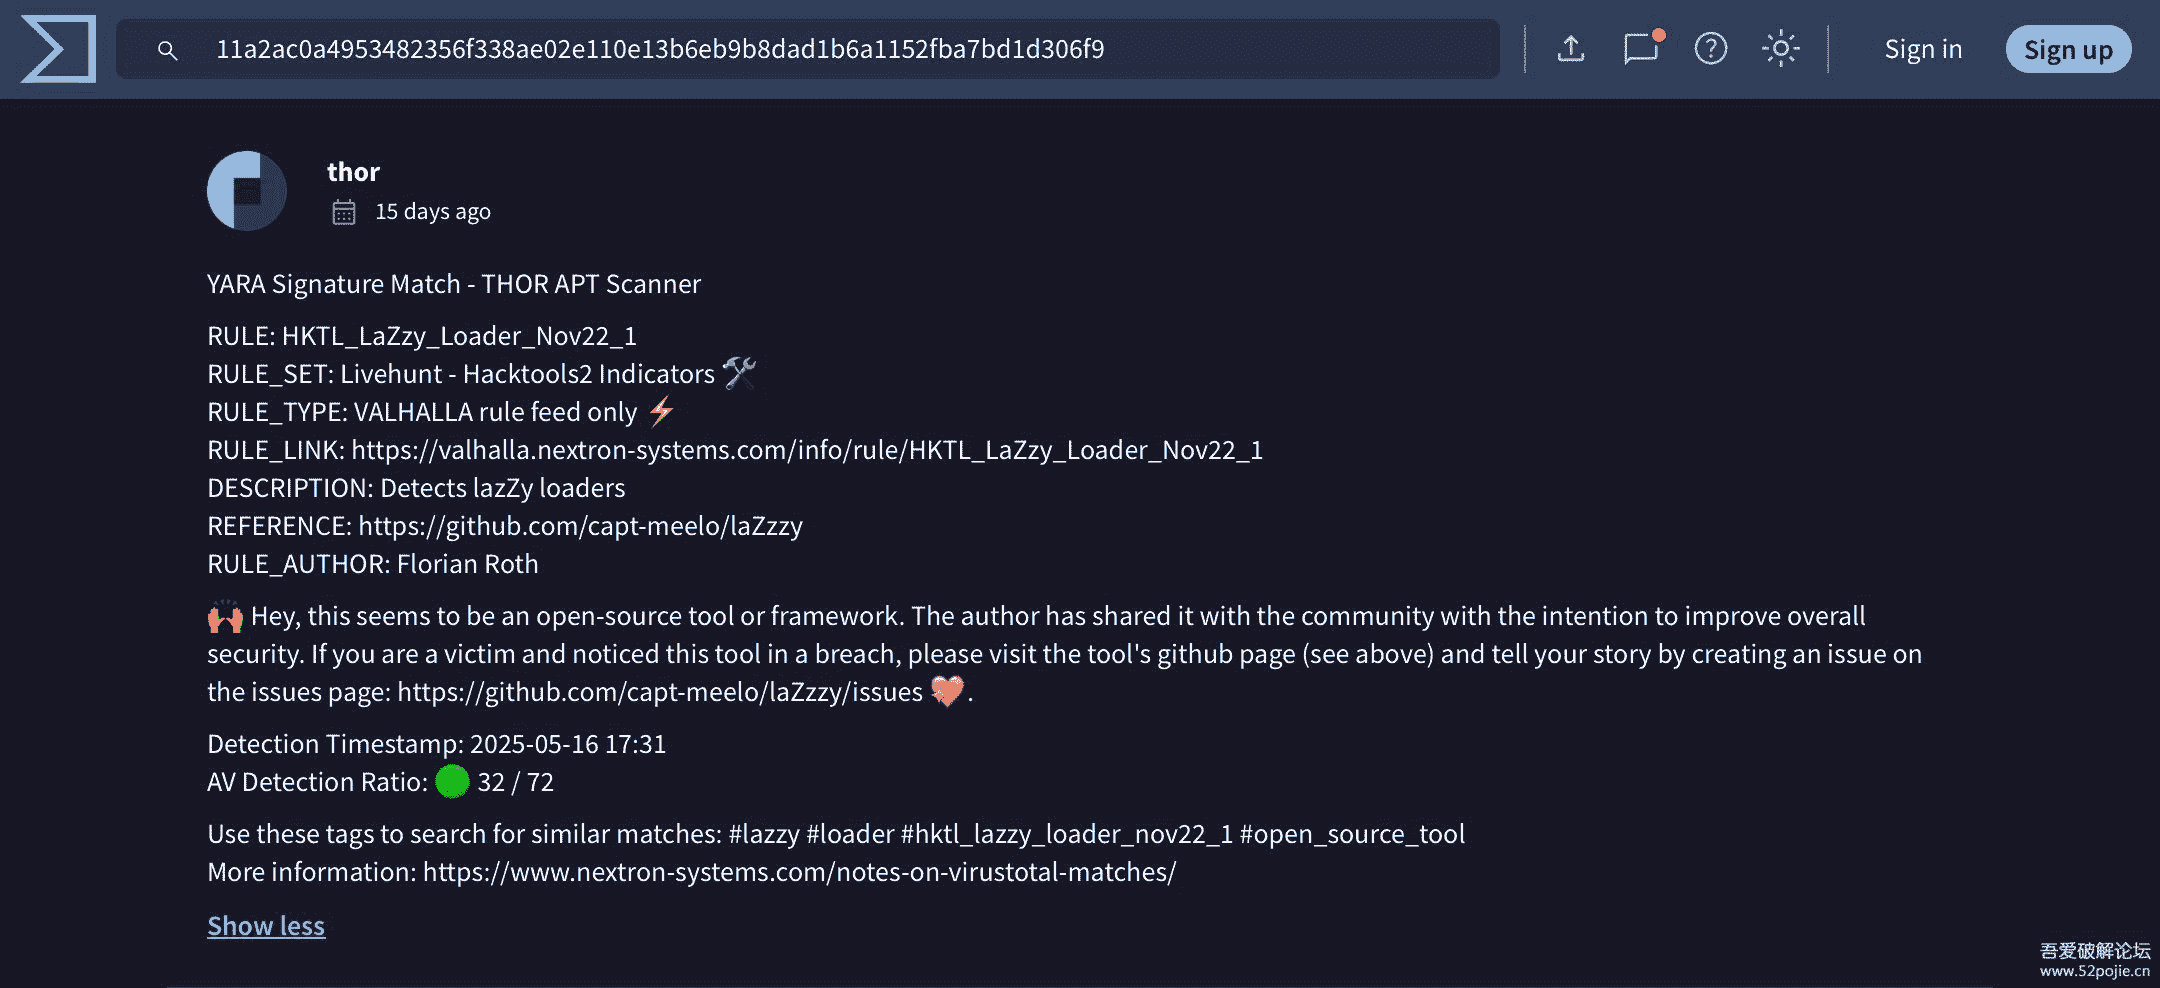 11a2ac0a4953482356f338ae02e110e13b6eb9b8dad1b6a1152fba7bd1d306f9
Sign in
Sign up
thor
15 days ago
YARA Signature Match - THOR APT Scanner
RULE: HKTL_LaZzy_Loader_Nov22_1
RULE_SET: Livehunt - Hacktools2 Indicators 🛠️
RULE_TYPE: VALHALLA rule feed only ⚡
RULE_LINK: https://valhalla.nextron-systems.com/info/rule/HKTL_LaZzy_Loader_Nov22_1
DESCRIPTION: Detects lazZy loaders
REFERENCE: https://github.com/capt-meelo/laZzzy
RULE_AUTHOR: Florian Roth
🙌 Hey, this seems to be an open-source tool or framework. The author has shared it with the community with the intention to improve overall
security. If you are a victim and noticed this tool in a breach, please visit the tool's github page (see above) and tell your story by creating an issue on
the issues page: https://github.com/capt-meelo/laZzzy/issues 💖.
Detection Timestamp: 2025-05-16 17:31
AV Detection Ratio: 🟢 32 / 72
Use these tags to search for similar matches: #lazzy #loader #hktl_lazzy_loader_nov22_1 #open_source_tool
More information: https://www.nextron-systems.com/notes-on-virustotal-matches/
Show less
吾爱破解论坛
www.52pojie.cn